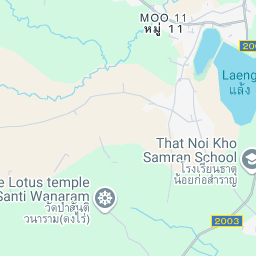 MOO 11
หมู่ 11
2003
Laeng
แล้ง
That Noi Kho
Samran School
โรงเรียนธาตุ
น้อยก่อสำราญ
e Lotus temple
Santi Wanaram
วัดป่าสันติ
วนาราม(ดงไร่)
2003